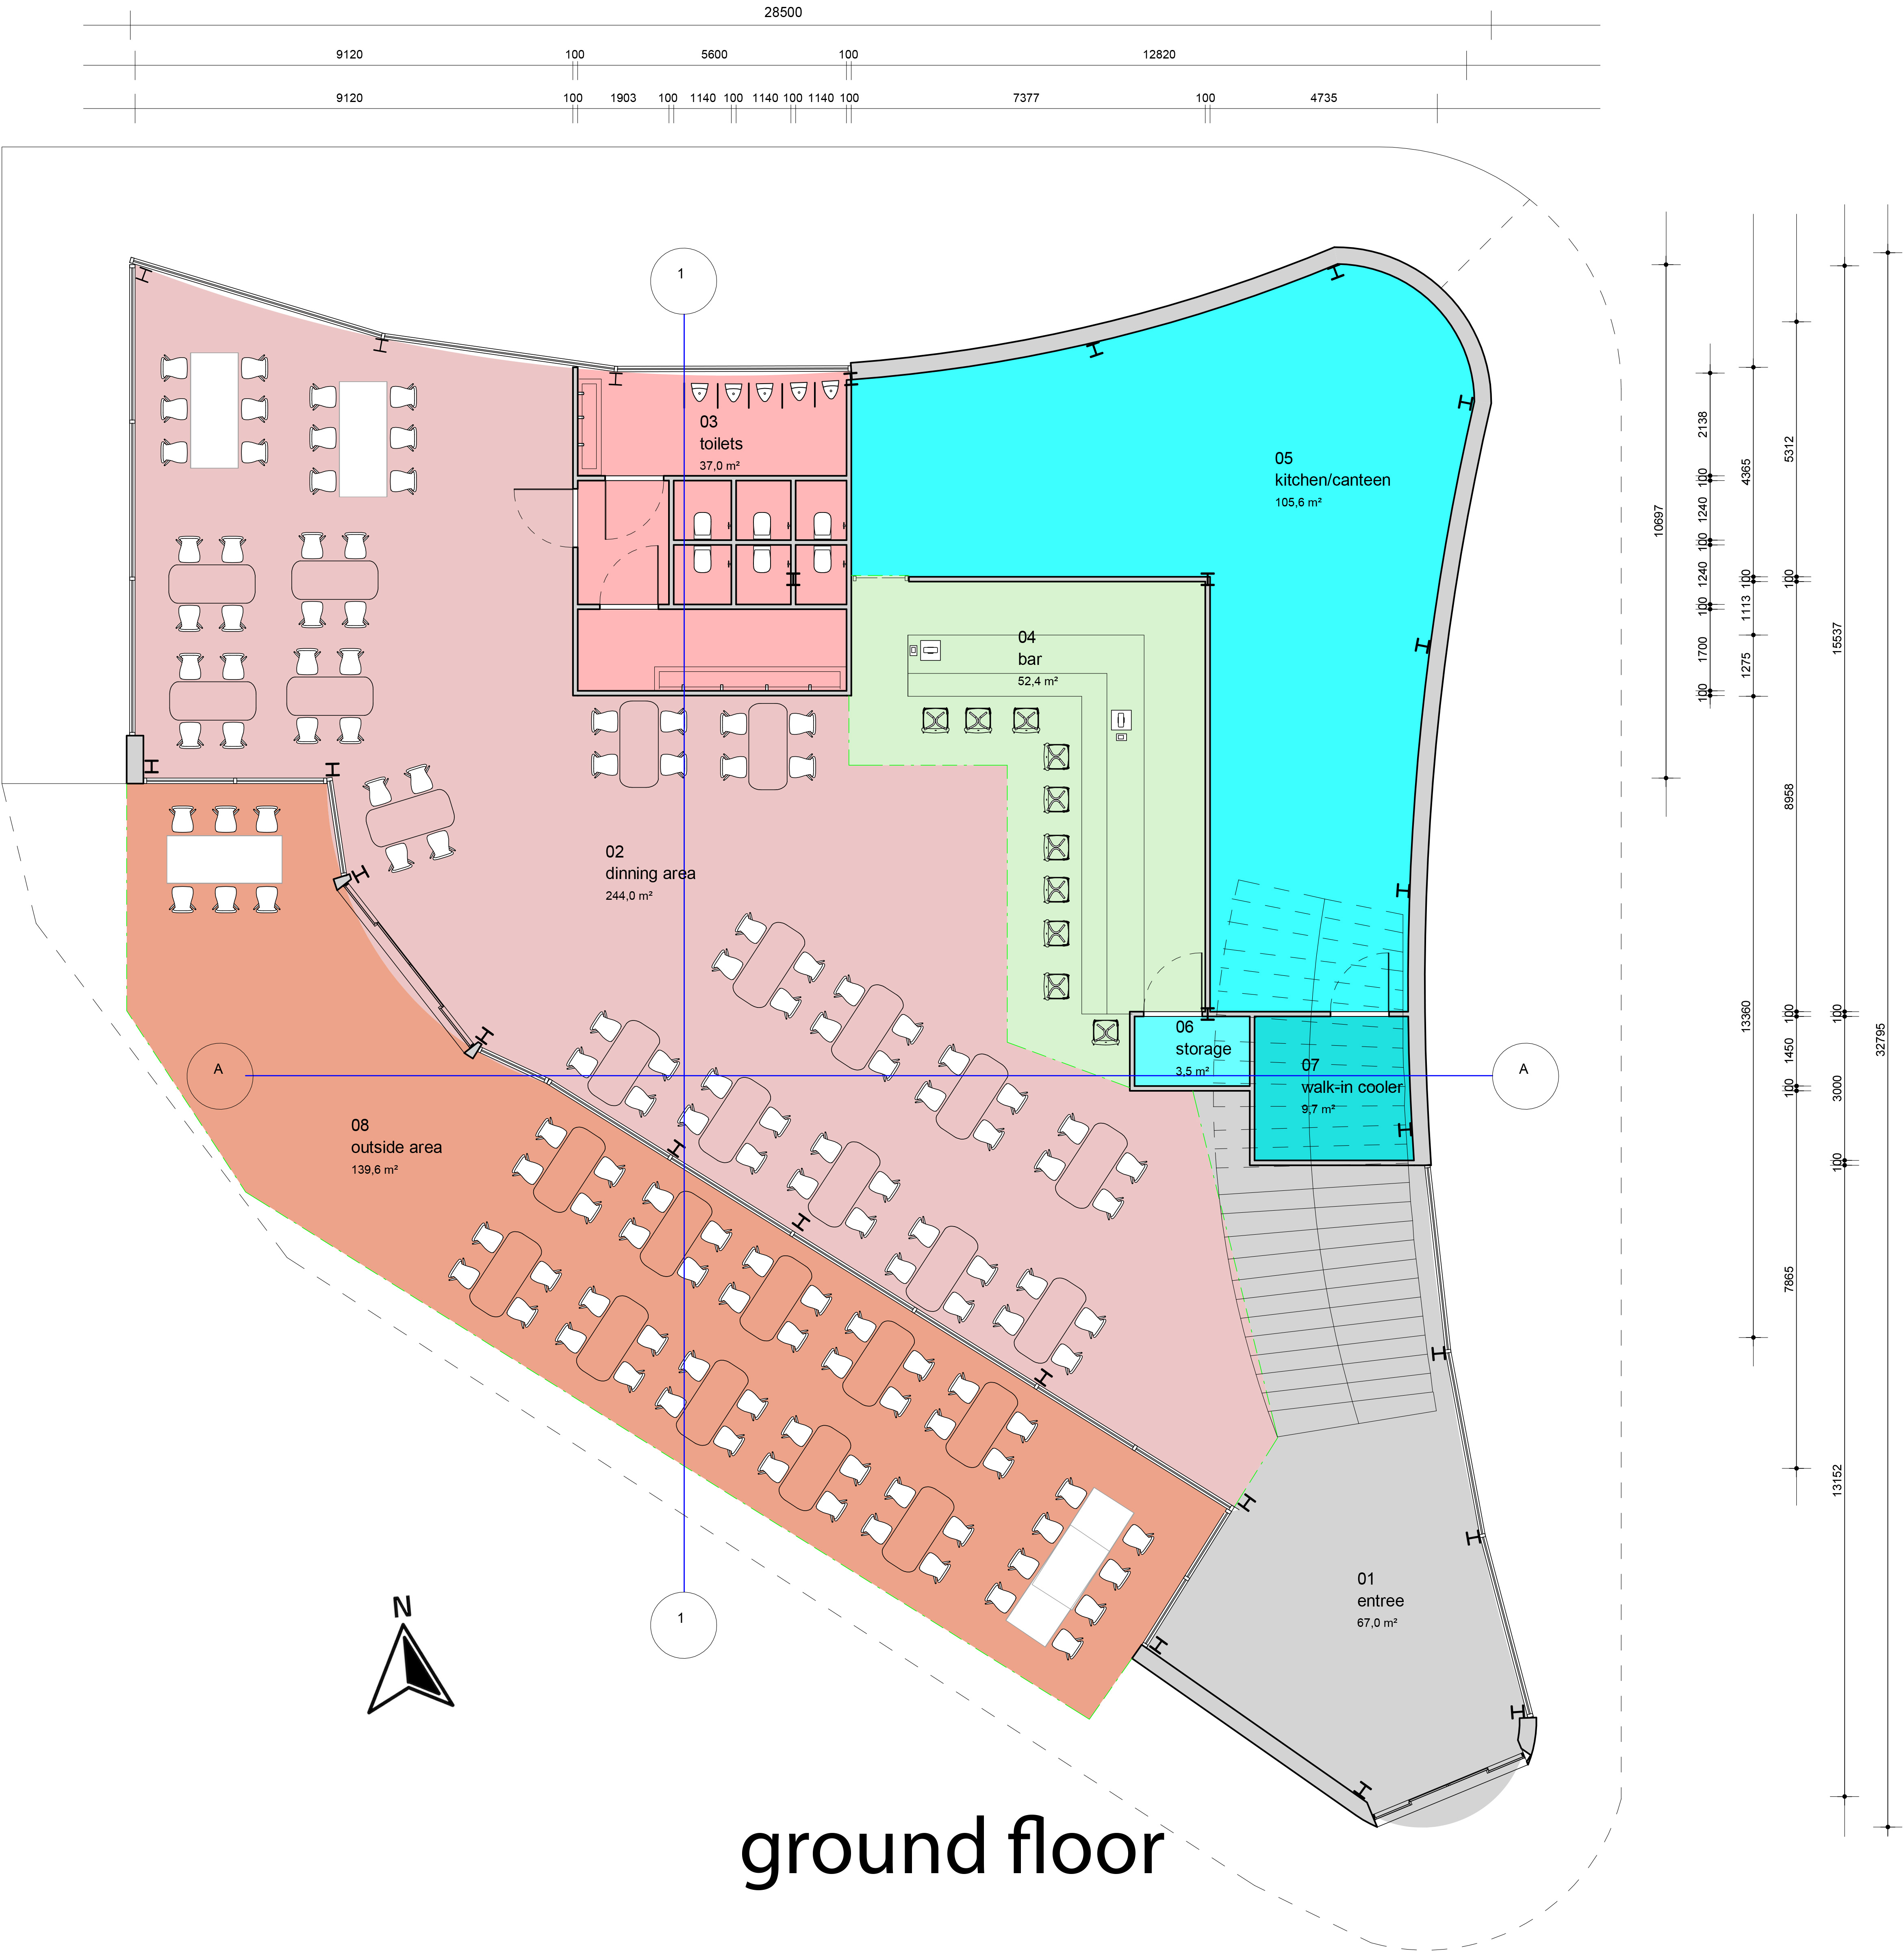 28500
9120 100 5600 100 12820
9120 100 1903 100 1140 100 1140 100 1140 100 7377 100 4735
1
03
toilets
37,0 m²
05
kitchen/canteen
105,6 m²
04
bar
52,4 m²
02
dinning area
244,0 m²
06
storage
3,5 m²
07
walk-in cooler
9,7 m²
A
A
08
outside area
139,6 m²
01
entree
67,0 m²
N
1
ground floor
10697
2138 100 1240 100 1240 100 1700 100
4365 100 1113 1275 13360
5312 100 8958 100 1450 100 7865
15537 100 3000 100 13152
32795